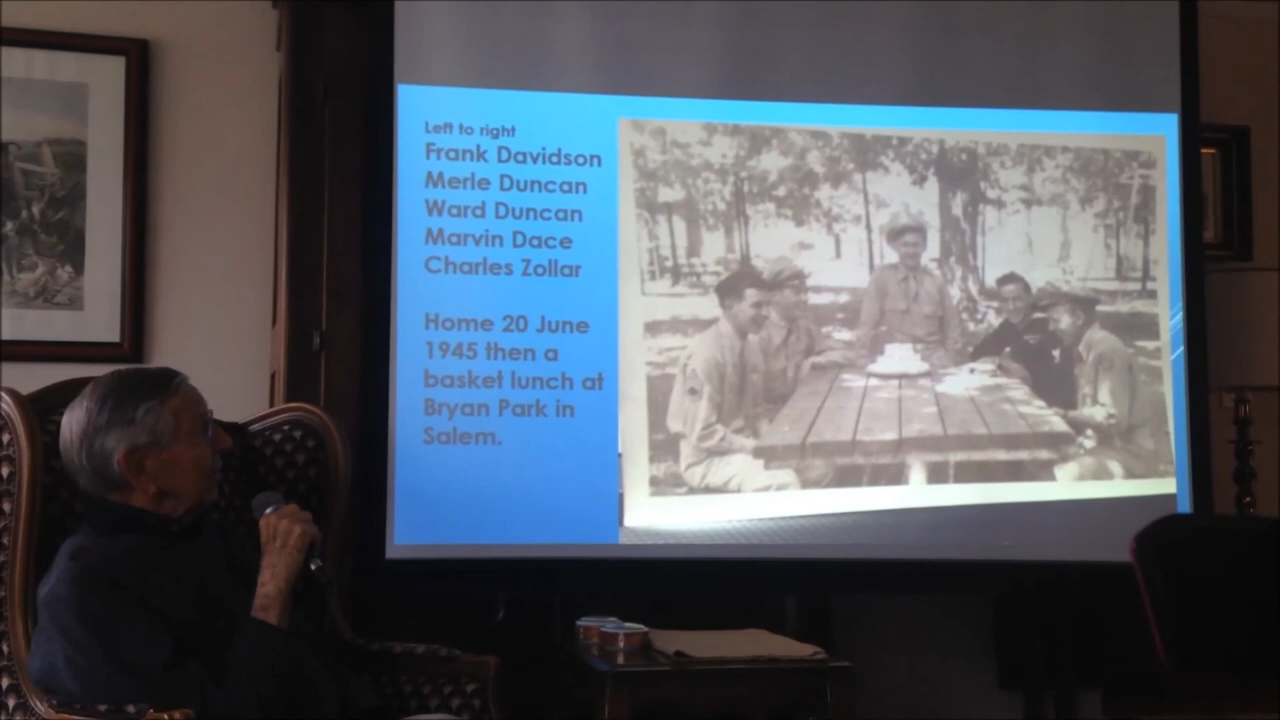 Left to right
Frank Davidson
Merle Duncan
Ward Duncan
Marvin Dace
Charles Zollar
Home 20 June
1945 then a
basket lunch at
Bryan Park in
Salem.